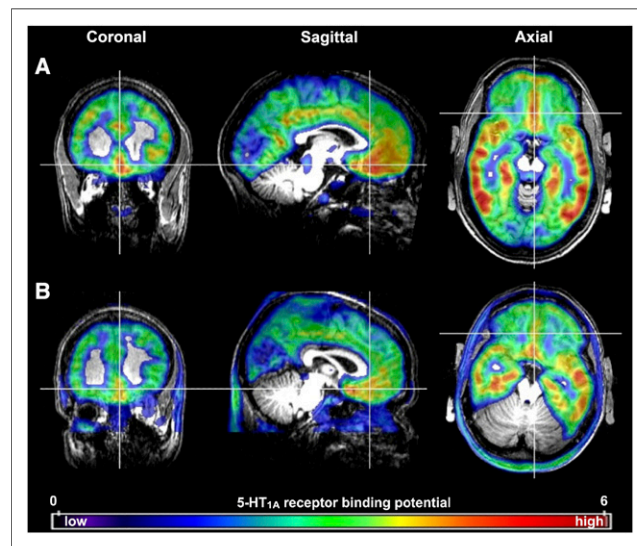 Coronal Sagittal Axial
A
B
0 5-HT1A receptor binding potential 6
low high